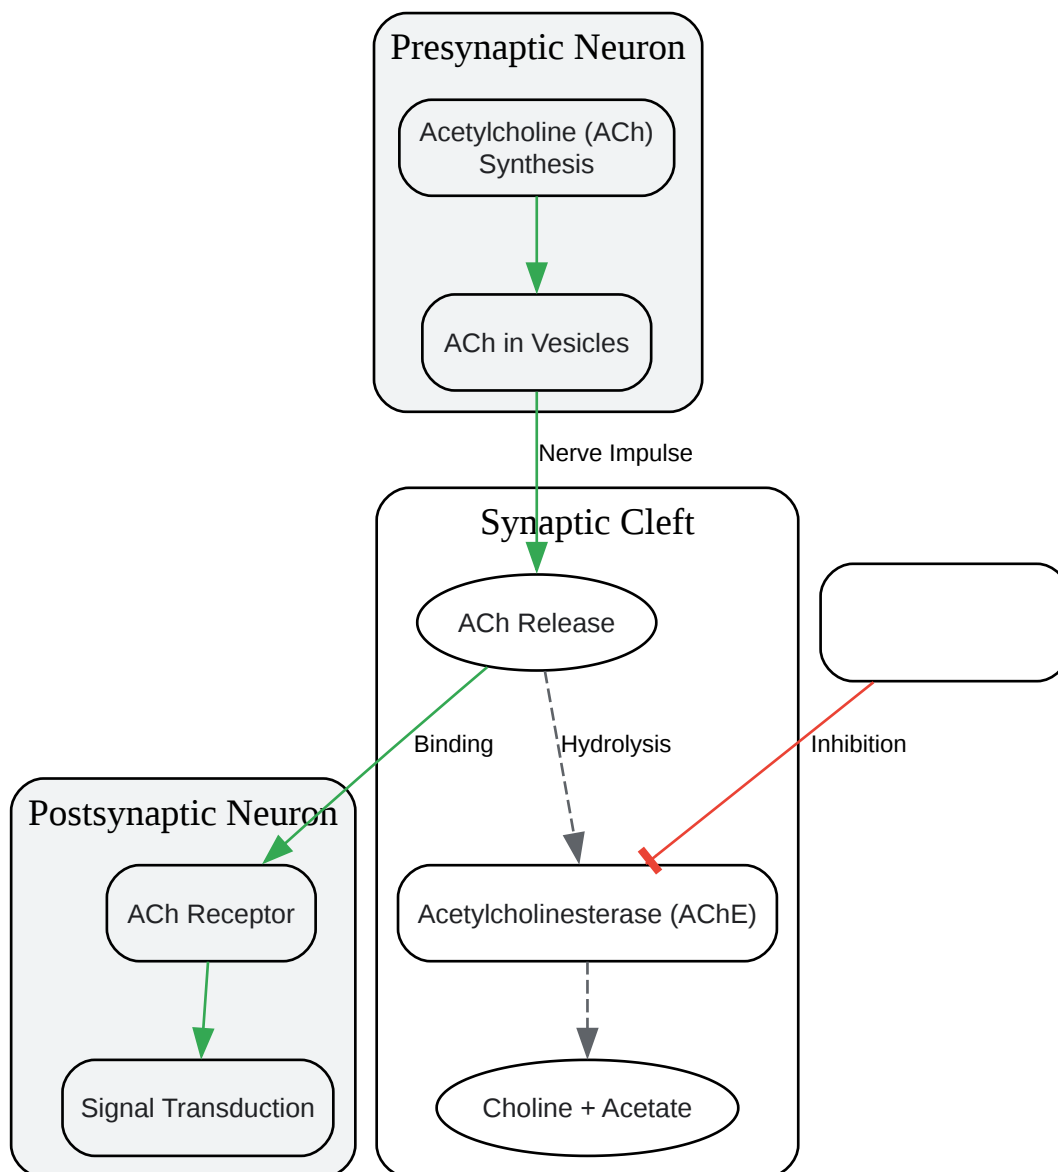 Presynaptic Neuron
Acetylcholine (ACh)
Synthesis
ACh in Vesicles
Nerve Impulse
Synaptic Cleft
ACh Release
Binding
Hydrolysis
Inhibition
Postsynaptic Neuron
ACh Receptor
Acetylcholinesterase (AChE)
Signal Transduction
Choline + Acetate